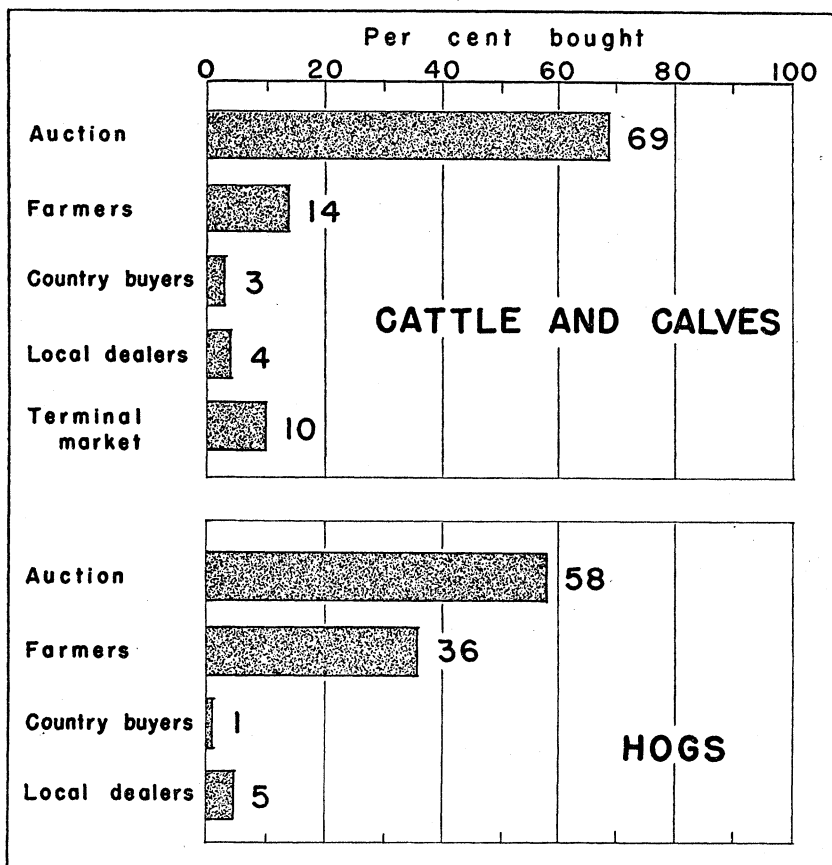 Per cent bought
0 20 40 60 80 100
Auction 69
Farmers 14
Country buyers 3
CATTLE AND CALVES
Local dealers 4
Terminal
market 10
Auction 58
Farmers 36
Country buyers 1
HOGS
Local dealers 5